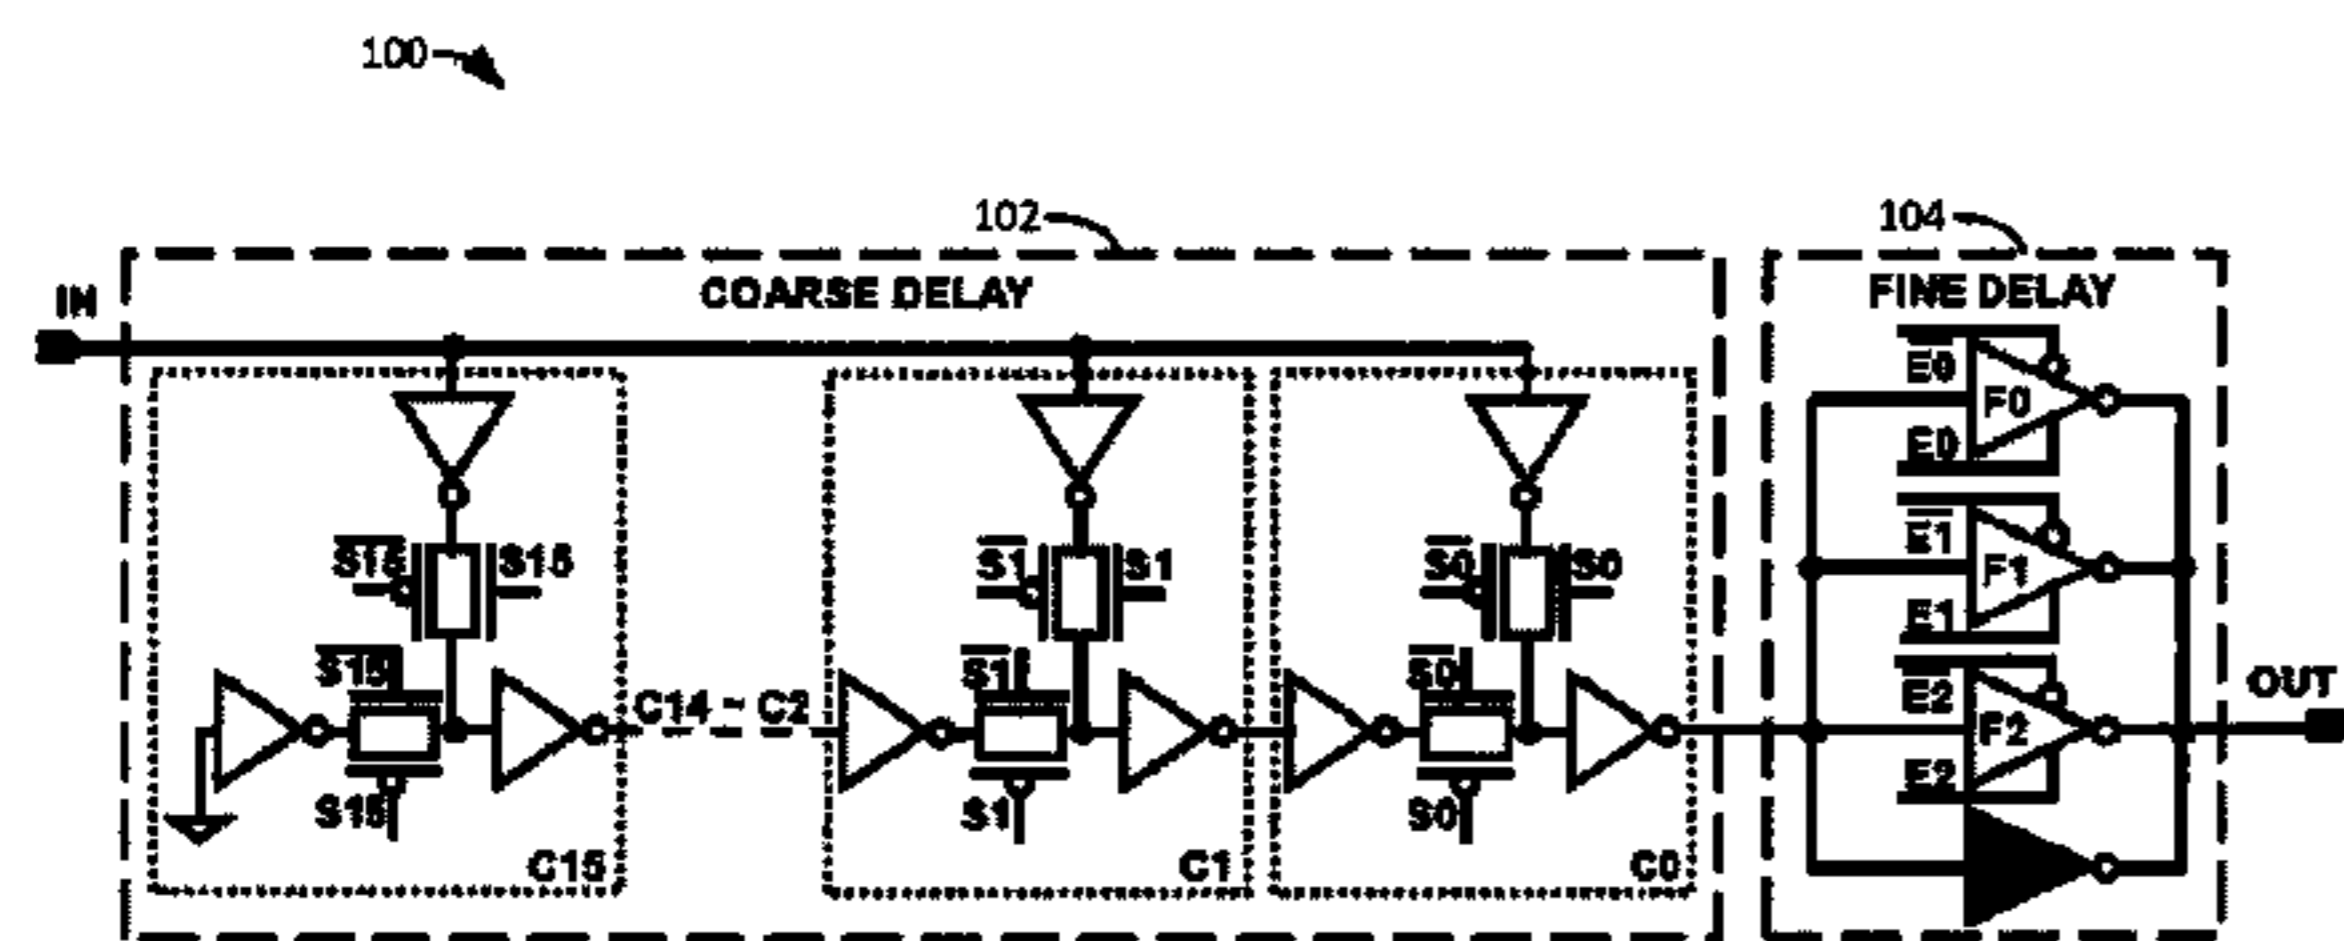 100
102
104
IN
COARSE DELAY
FINE DELAY
E0
F0
E0
S15
S15
S1
S1
S0
S0
E1
F1
E1
S15
S1
S0
C14 ~ C2
E2
F2
E2
OUT
S15
S1
S0
C15
C1
C0